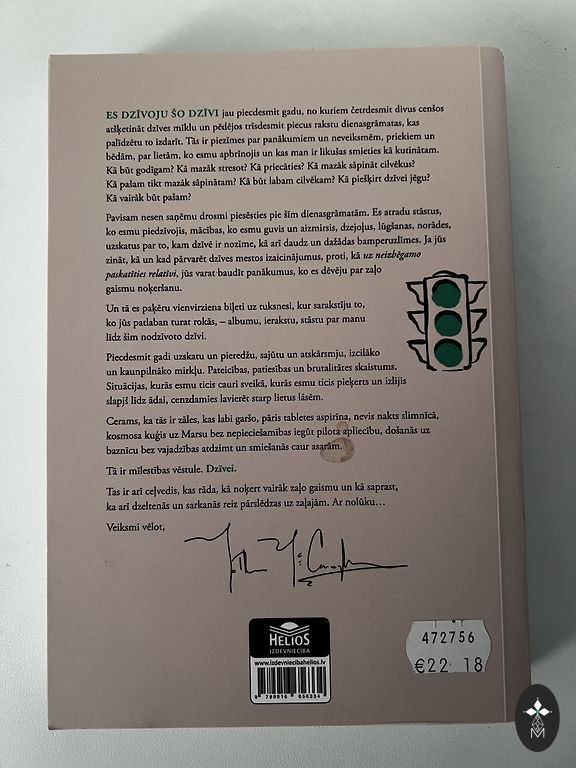 ES DZĪVOJU ŠO DZĪVI jau piecdesmit gadu, no kuriem četrdesmit divus cenšos
atšķetināt dzīves mīklu un pēdējos trīsdesmit piecus rakstu dienasgrāmatas, kas
palīdzētu to izdarīt. Tās ir piezīmes par panākumiem un neveiksmēm, priekiem un
bēdām, par lietām, ko esmu apbrīnojis un kas man ir likušas smieties kā kutinātam.
Kā būt godīgam? Kā mazāk stresot? Kā priecāties? Kā mazāk sāpināt cilvēkus?
Kā pašam tikt mazāk sāpinātam? Kā būt labam cilvēkam? Kā piešķirt dzīvei jēgu?
Kā vairāk būt pašam?
Pavisam nesen saņēmu drosmi piesēsties pie šīm dienasgrāmatām. Es atradu stāstus,
ko esmu piedzīvojis, mācības, ko esmu guvis un aizmirsis, dzejoļus, lūgšanas, norādes,
uzskatus par to, kam dzīvē ir nozīme, kā arī daudz un dažādas bamperuzlīmes. Ja jūs
zināt, kā un kad pārvarēt dzīves mestos izaicinājumus, proti, kā uz neizbēgamo
paskatīties relatīvi, jūs varat baudīt panākumus, ko es dēvēju par zaļo
gaismu noķeršanu.
Un tā es paķēru vienvirziena biļeti uz tuksnesi, kur sarakstīju to,
ko jūs patlaban turat rokās, – albumu, ierakstu, stāstu par manu
līdz šim nodzīvoto dzīvi.
Piecdesmit gadi uzskatu un pieredžu, sajūtu un atskārsmju, izcilāko
un kaunpilnāko mirkļu. Pateicības, patiesības un brutalitātes skaistums.
Situācijas, kurās esmu ticis cauri sveikā, kurās esmu ticis pieķerts un izlijis
slapjš līdz ādai, cenzdamies lavierēt starp lietus lāsēm.
Cerams, ka tās ir zāles, kas labi garšo, pāris tabletes aspirīna, nevis nakts slimnīcā,
kosmosa kuģis uz Marsu bez nepieciešamības iegūt pilota apliecību, došanās uz
baznīcu bez vajadzības atdzimt un smiešanās caur asarām.
Tā ir mīlestības vēstule. Dzīvei.
Tas ir arī ceļvedis, kas rāda, kā noķert vairāk zaļo gaismu un kā saprast,
ka arī dzeltenās un sarkanās reiz pārslēdzas uz zaļajām. Ar nolūku…
Veiksmi vēlot,
HELIOS
IZDEVNIECĪBA
www.izdevniecibahelios.lv
472756
€22.18
M